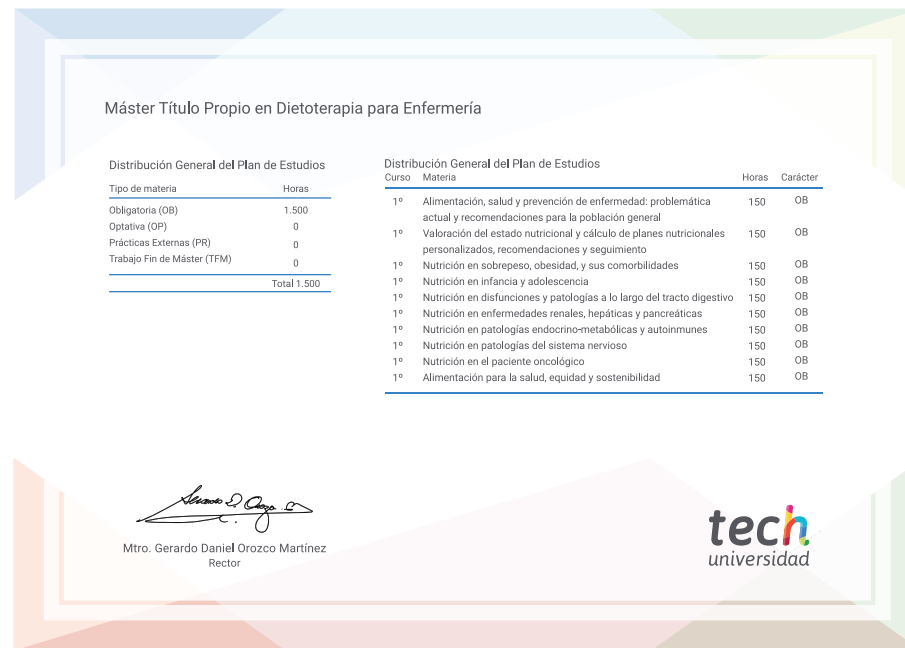 Máster Título Propio en Dietoterapia para Enfermería
Distribución General del Plan de Estudios
Tipo de materia Horas
Obligatoria (OB) 1.500
Optativa (OP) 0
Prácticas Externas (PR) 0
Trabajo Fin de Máster (TFM) 0
Total 1.500
Distribución General del Plan de Estudios
Curso Materia Horas Carácter
1º Alimentación, salud y prevención de enfermedad: problemática 150 OB
actual y recomendaciones para la población general
1º Valoración del estado nutricional y cálculo de planes nutricionales 150 OB
personalizados, recomendaciones y seguimiento
1º Nutrición en sobrepeso, obesidad, y sus comorbilidades 150 OB
1º Nutrición en infancia y adolescencia 150 OB
1º Nutrición en disfunciones y patologías a lo largo del tracto digestivo 150 OB
1º Nutrición en enfermedades renales, hepáticas y pancreáticas 150 OB
1º Nutrición en patologías endocrino-metabólicas y autoinmunes 150 OB
1º Nutrición en patologías del sistema nervioso 150 OB
1º Nutrición en el paciente oncológico 150 OB
1º Alimentación para la salud, equidad y sostenibilidad 150 OB
Mtro. Gerardo Daniel Orozco Martínez
Rector
tech
universidad